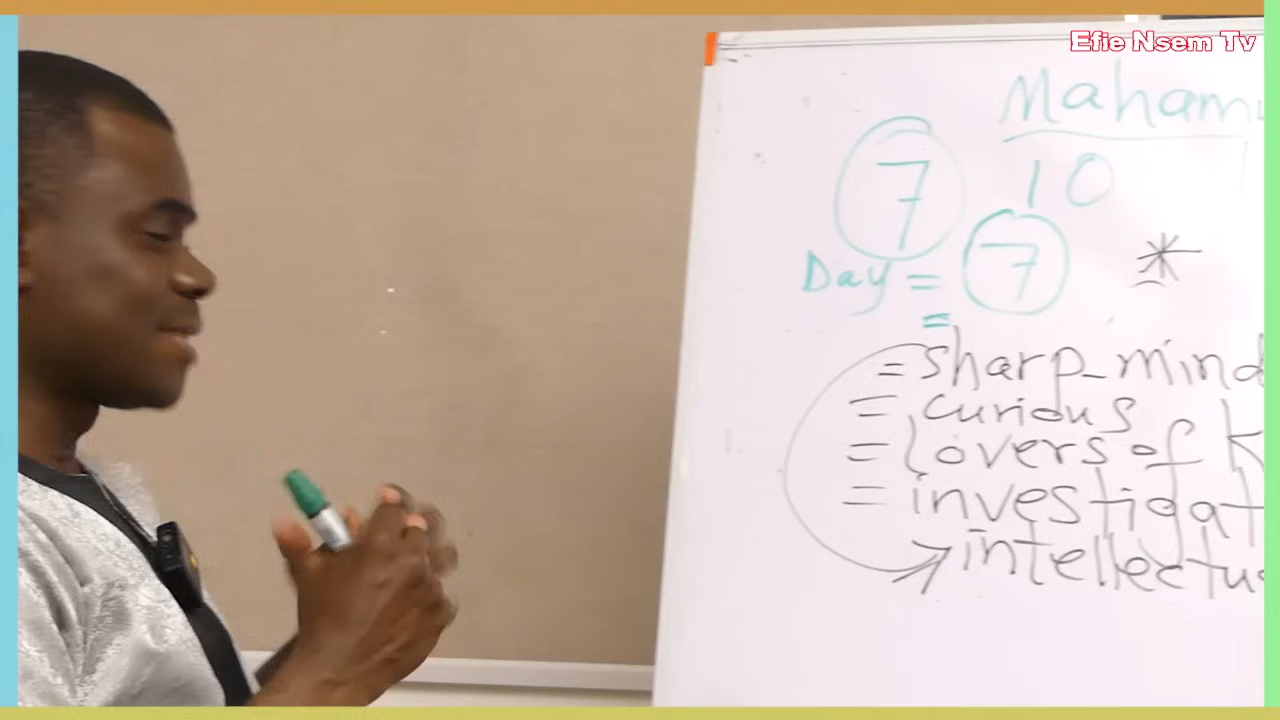 Efie Nsem Tv
Maham
7 10
Day = 7 *
=
= sharp-mind
= curious
= lovers of K
= investigat
intellectu